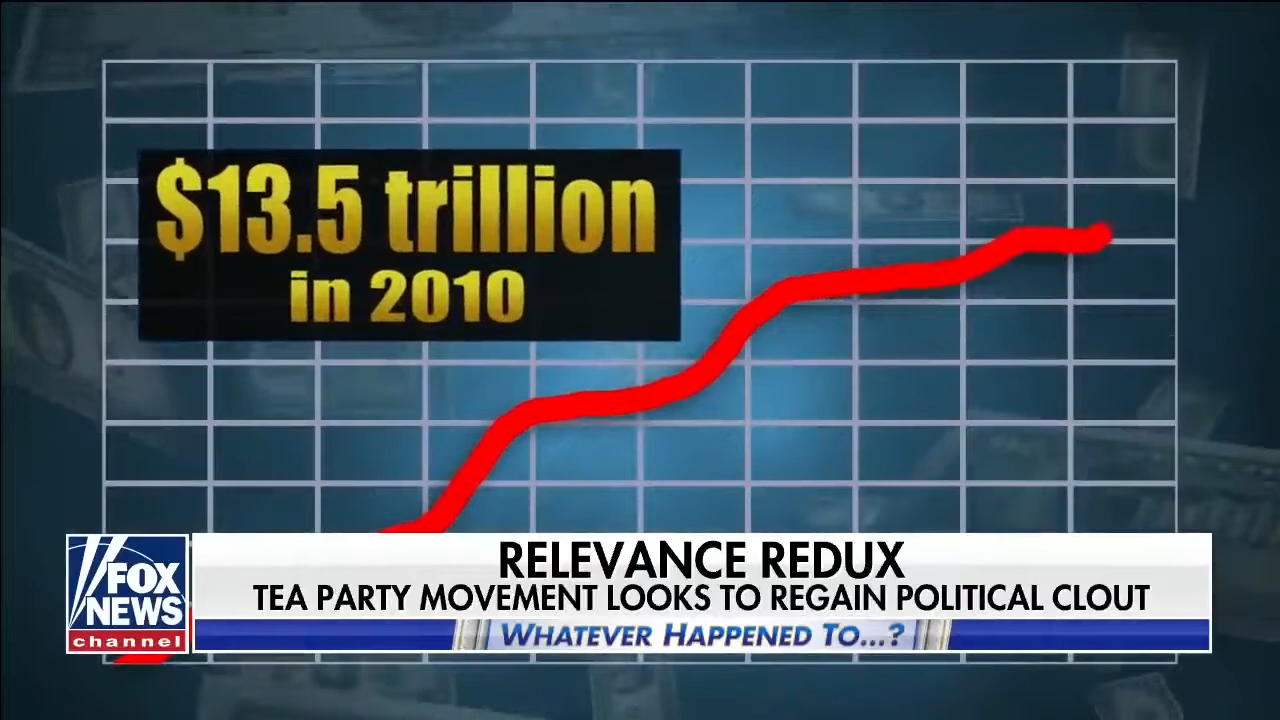 $13.5 trillion
in 2010
RELEVANCE REDUX
TEA PARTY MOVEMENT LOOKS TO REGAIN POLITICAL CLOUT
WHATEVER HAPPENED TO...?
FOX
NEWS
channel